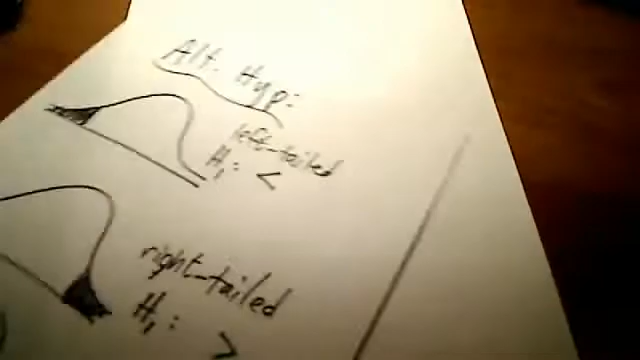 Alt. Hyp:
left-tailed
H₁: <
right-tailed
H₁: >